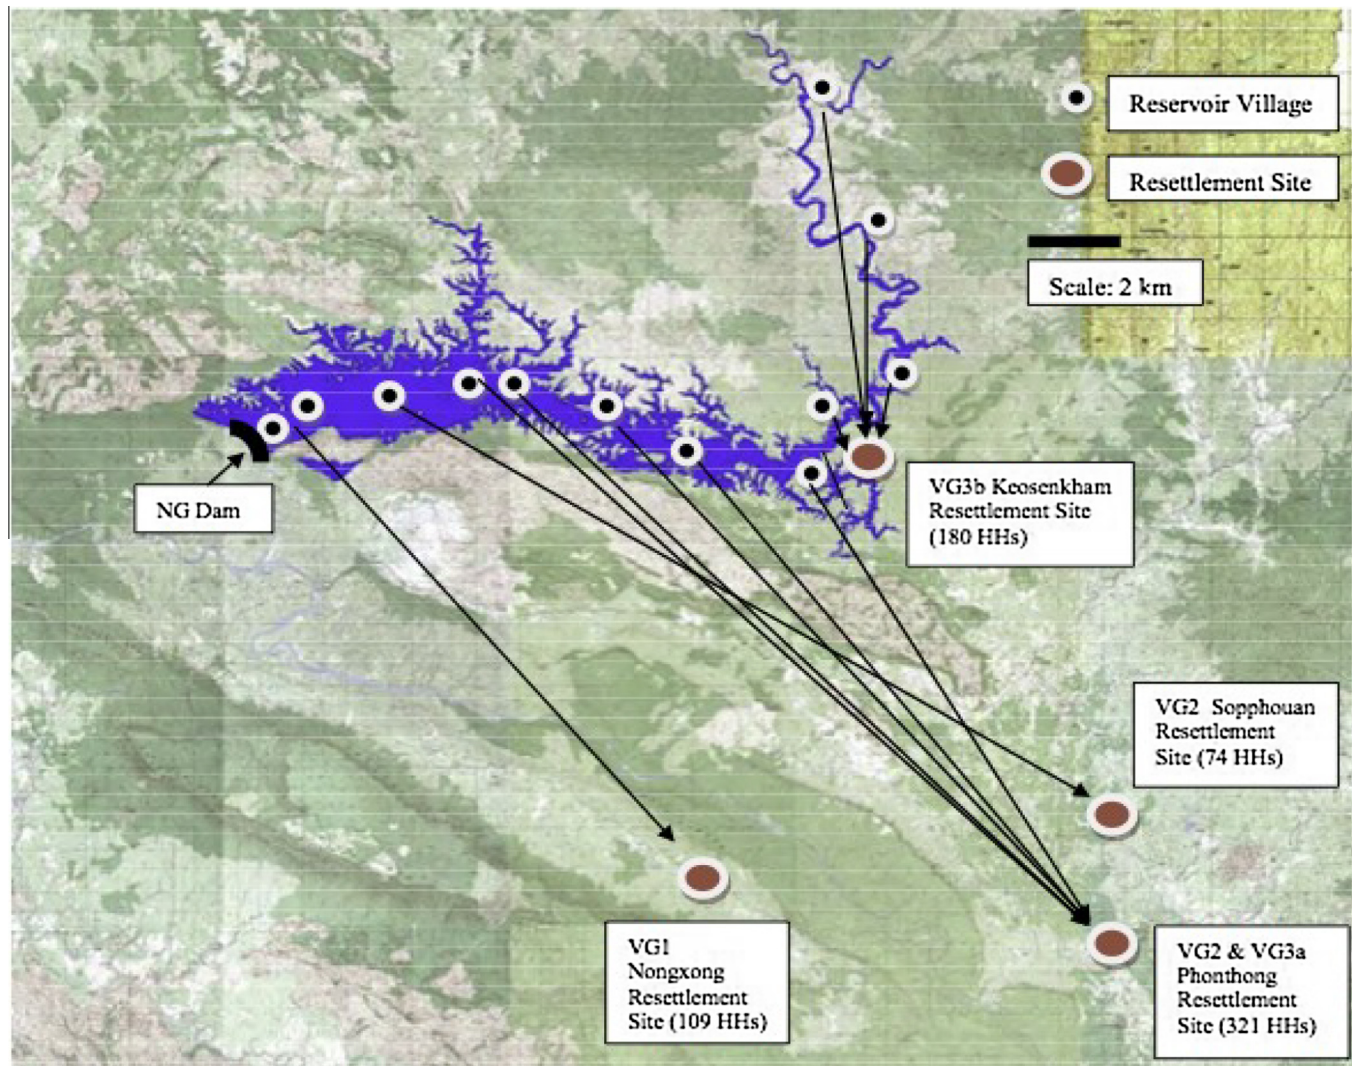 Reservoir Village
Resettlement Site
Scale: 2 km
NG Dam
VG3b Keosenkham
Resettlement Site
(180 HHs)
VG2 Sopphouan
Resettlement
Site (74 HHs)
VG1
Nongxong
Resettlement
Site (109 HHs)
VG2 & VG3a
Phonthong
Resettlement
Site (321 HHs)